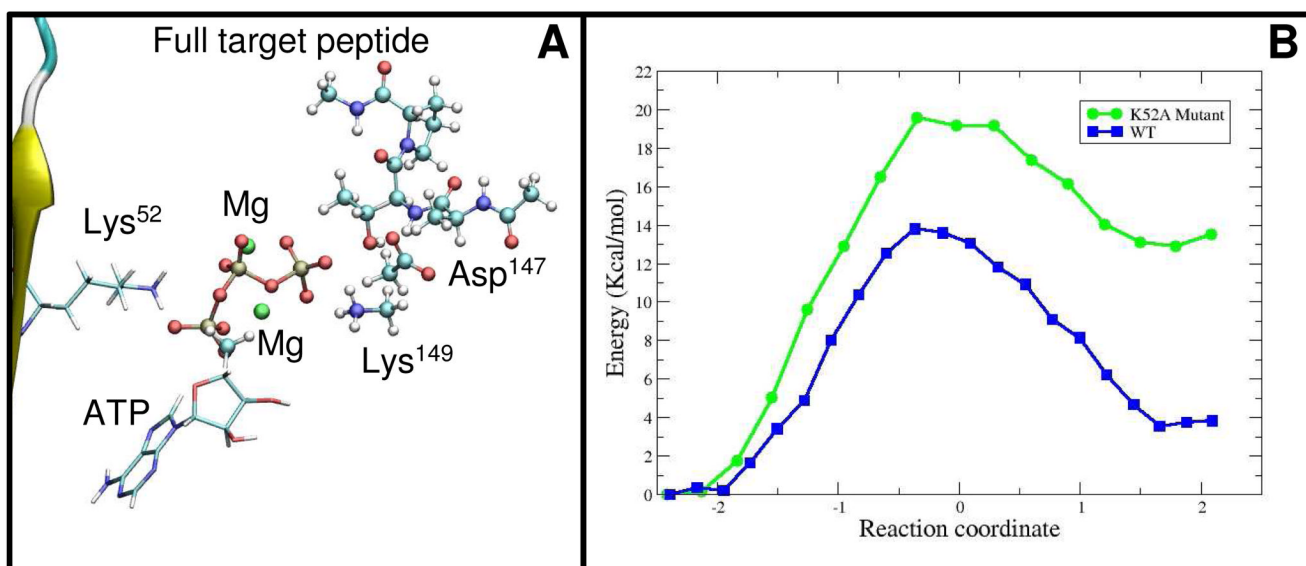 Full target peptide
A
Lys52
Mg
Mg
Asp147
Lys149
ATP
B
22
20
18
16
14
12
10
8
6
4
2
0
Energy (Kcal/mol)
K52A Mutant
WT
-2 -1 0 1 2
Reaction coordinate